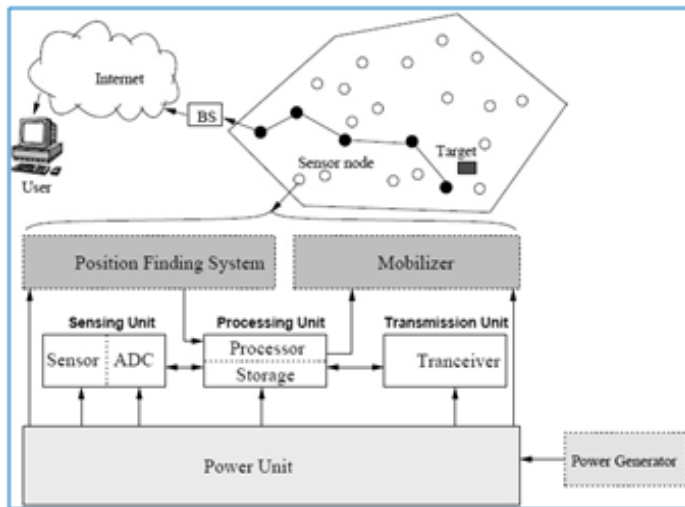 Internet
BS
Target
Sensor node
User
Position Finding System
Mobilizer
Sensing Unit
Processing Unit
Transmission Unit
Sensor
ADC
Processor
Storage
Tranceiver
Power Unit
Power Generator